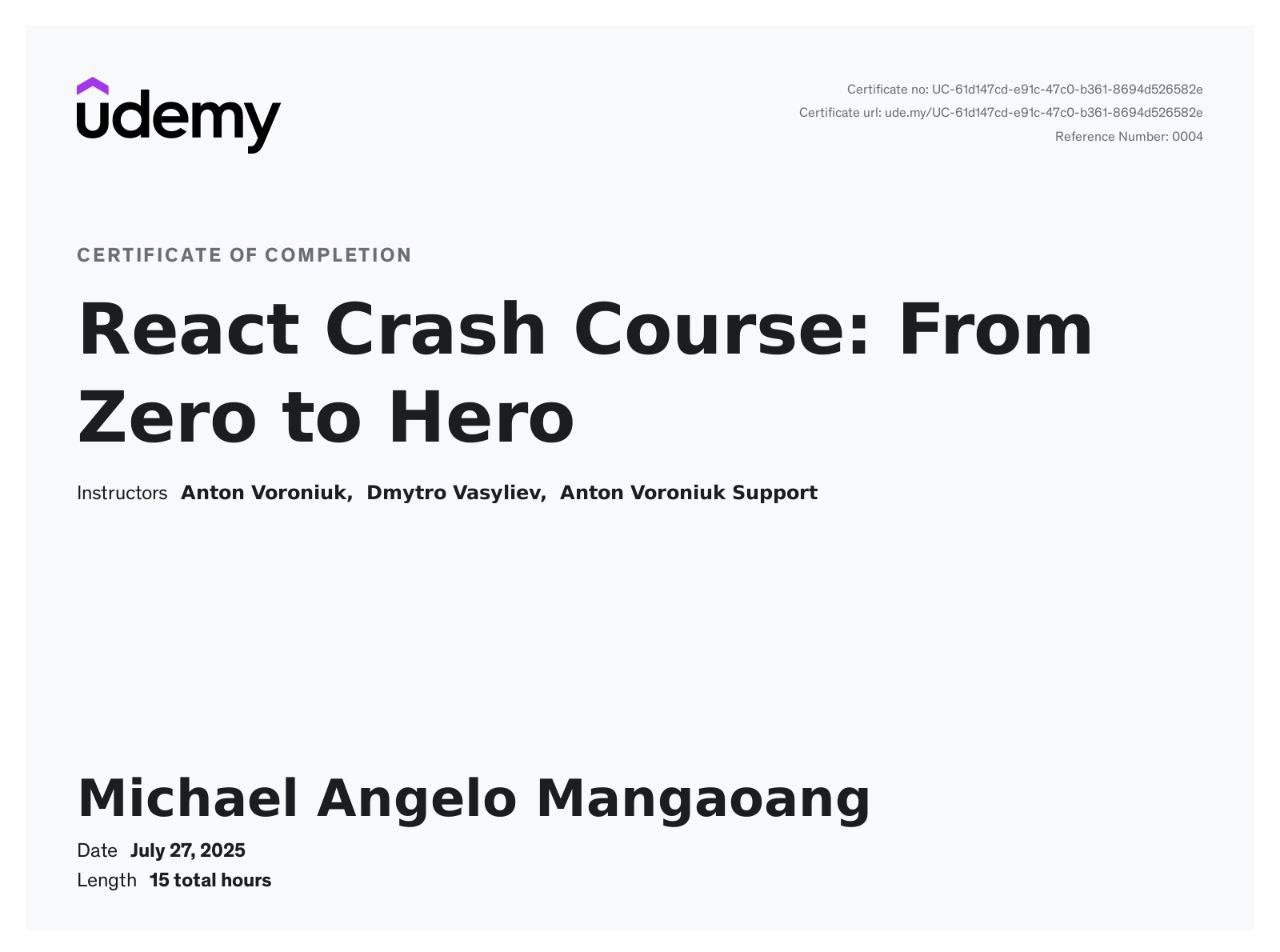 udemy
Certificate no: UC-61d147cd-e91c-47c0-b361-8694d526582e
Certificate url: ude.my/UC-61d147cd-e91c-47c0-b361-8694d526582e
Reference Number: 0004
CERTIFICATE OF COMPLETION
React Crash Course: From
Zero to Hero
Instructors Anton Voroniuk, Dmytro Vasyliev, Anton Voroniuk Support
Michael Angelo Mangaoang
Date July 27, 2025
Length 15 total hours